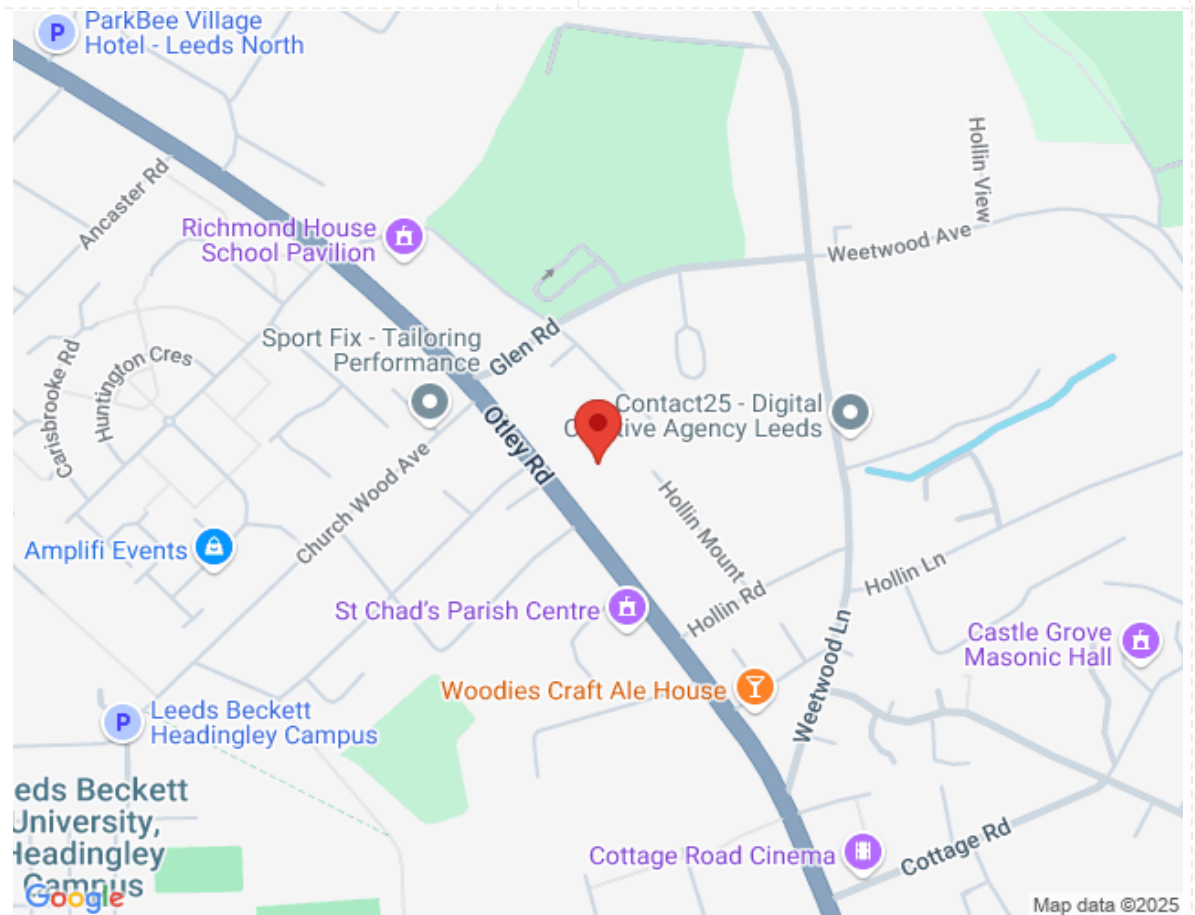 ParkBee Village
Hotel - Leeds North
Ancaster Rd
Hollin View
Richmond House
School Pavilion
Weetwood Ave
Sport Fix - Tailoring
Performance
Glen Rd
Carisbrooke Rd
Huntington Cres
Contact25 - Digital
tive Agency Leeds
Otley Rd
Church Wood Ave
Hollin Mount
Amplifi Events
Hollin Ln
St Chad's Parish Centre
Hollin Rd
Castle Grove
Masonic Hall
Woodies Craft Ale House
Weetwood Ln
Leeds Beckett
Headingley Campus
eds Beckett
University,
Headingley
Campus
Cottage Road Cinema
Cottage Rd
Google
Map data ©2025